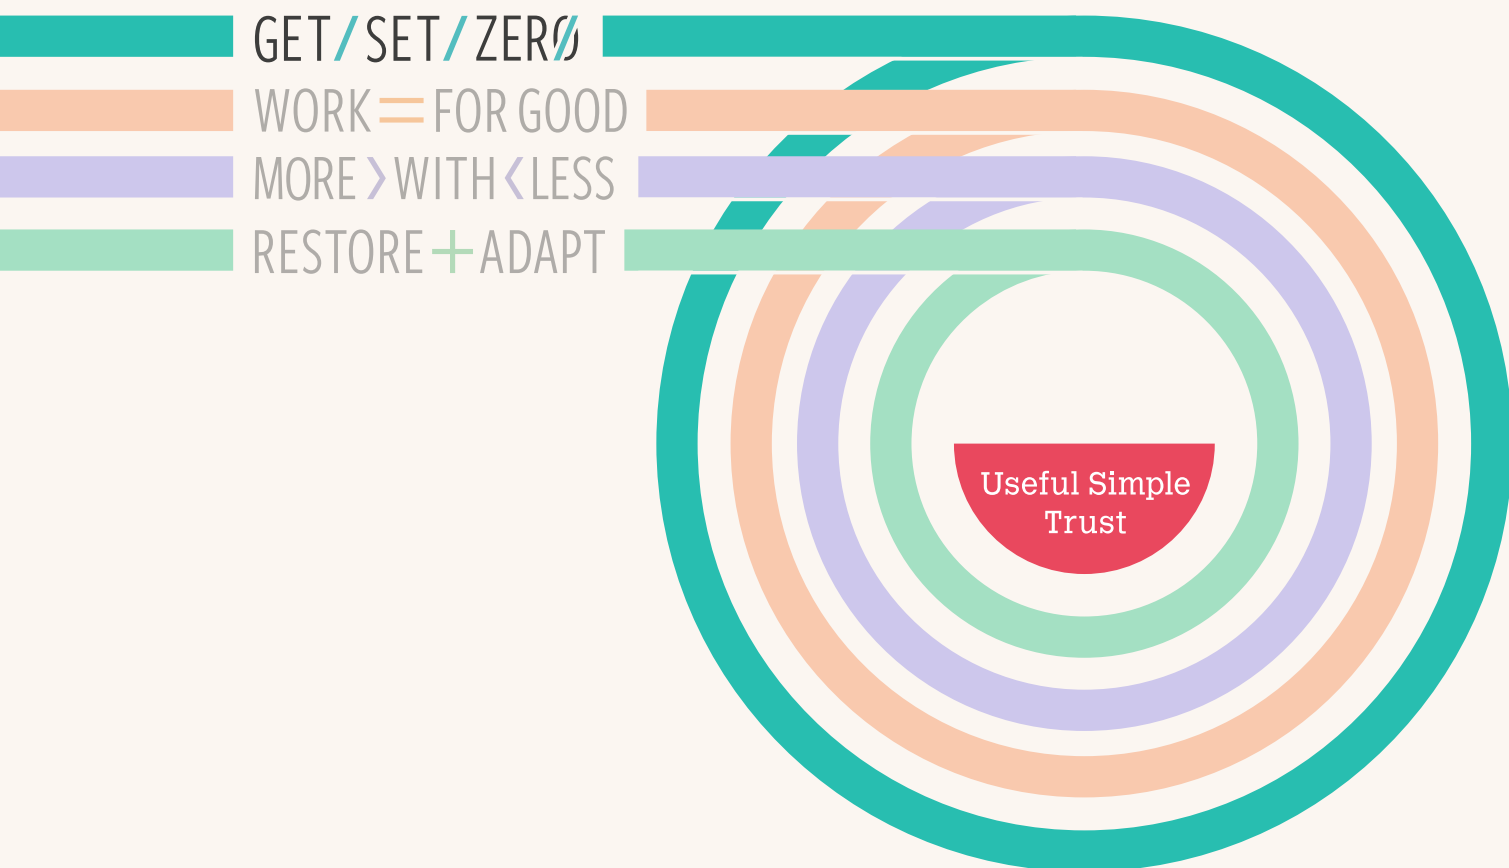 GET/SET/ZERØ
WORK=FOR GOOD
MORE>WITH<LESS
RESTORE+ADAPT
Useful Simple
Trust